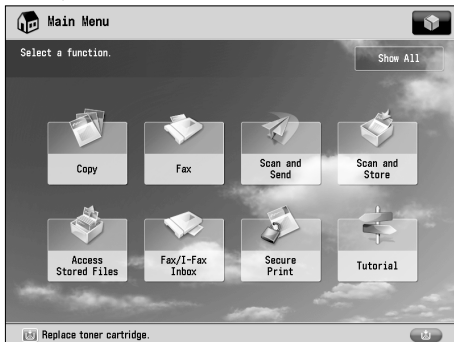 Main Menu
Select a function.
Show All
Copy
Fax
Scan and
Send
Scan and
Store
Access
Stored Files
Fax/I-Fax
Inbox
Secure
Print
Tutorial
Replace toner cartridge.